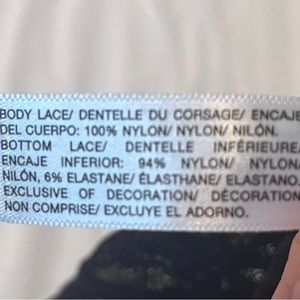 BODY LACE/ DENTELLE DU CORSAGE/ ENCAJE
DEL CUERPO: 100% NYLON/ NYLON/ NILÓN.
BOTTOM LACE/ DENTELLE INFÉRIEURE/
ENCAJE INFERIOR: 94% NYLON/ NYLON/
NILÓN, 6% ELASTANE/ ÉLASTHANE/ ELASTANO.
EXCLUSIVE OF DECORATION/ DÉCORATION
NON COMPRISE/ EXCLUYE EL ADORNO.